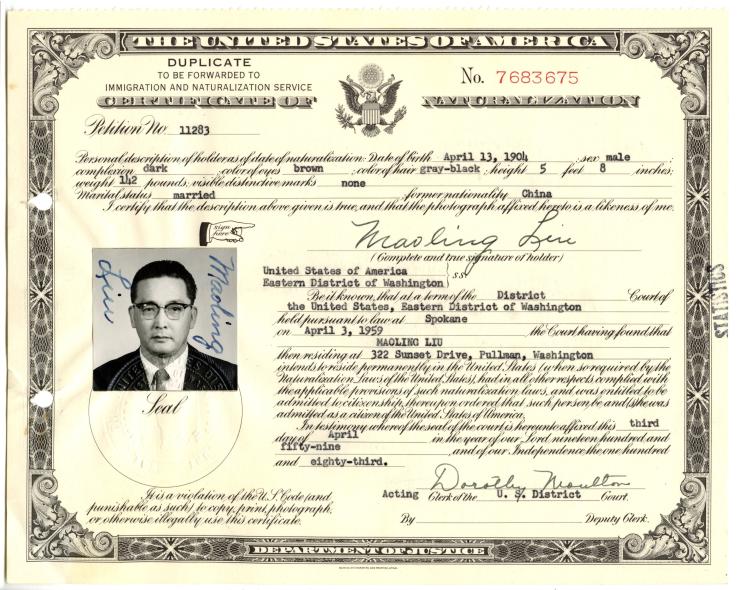 THE UNITED STATES OF AMERICA
DUPLICATE
TO BE FORWARDED TO
IMMIGRATION AND NATURALIZATION SERVICE
No. 7683675
CERTIFICATE OF NATURALIZATION
Petition No. 11283
Personal description of holder as of date of naturalization: Date of birth April 13, 1904 ; sex male ;
complexion dark ; color of eyes brown ; color of hair gray-black ; height 5 feet 8 inches;
weight 142 pounds; visible distinctive marks none
Marital status married former nationality China
I certify that the description above given is true, and that the photograph affixed hereto is a likeness of me.
sign here
Maoling Liu
(Complete and true signature of holder)
Maoling
Liu
United States of America
Eastern District of Washington } ss:
Be it known, that at a term of the District Court of
the United States, Eastern District of Washington
held pursuant to law at Spokane
on April 3, 1959 the Court having found that
MAOLING LIU
then residing at 322 Sunset Drive, Pullman, Washington
intends to reside permanently in the United States (when so required by the
Naturalization Laws of the United States), had in all other respects complied with
the applicable provisions of such naturalization laws, and was entitled to be
admitted to citizenship, thereupon ordered that such person be and (s)he was
admitted as a citizen of the United States of America.
In testimony whereof the seal of the court is hereunto affixed this third
day of April in the year of our Lord nineteen hundred and
fifty-nine and of our Independence the one hundred
and eighty-third.
Seal
Dorothy Moulton
Acting Clerk of the U. S. District Court.
By Deputy Clerk.
It is a violation of the U.S. Code (and
punishable as such) to copy, print, photograph,
or otherwise illegally use this certificate.
DEPARTMENT OF JUSTICE